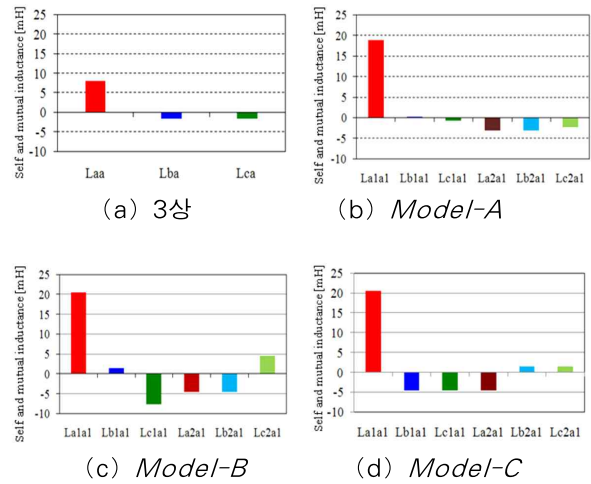 Self and mutual inductance [mH]
25
20
15
10
5
0
-5
-10
Laa Lba Lca
(a) 3상
Self and mutual inductance [mH]
25
20
15
10
5
0
-5
-10
La1a1 Lb1a1 Lc1a1 La2a1 Lb2a1 Lc2a1
(b) Model-A
Self and mutual inductance [mH]
25
20
15
10
5
0
-5
-10
La1a1 Lb1a1 Lc1a1 La2a1 Lb2a1 Lc2a1
(c) Model-B
Self and mutual inductance [mH]
25
20
15
10
5
0
-5
-10
La1a1 Lb1a1 Lc1a1 La2a1 Lb2a1 Lc2a1
(d) Model-C